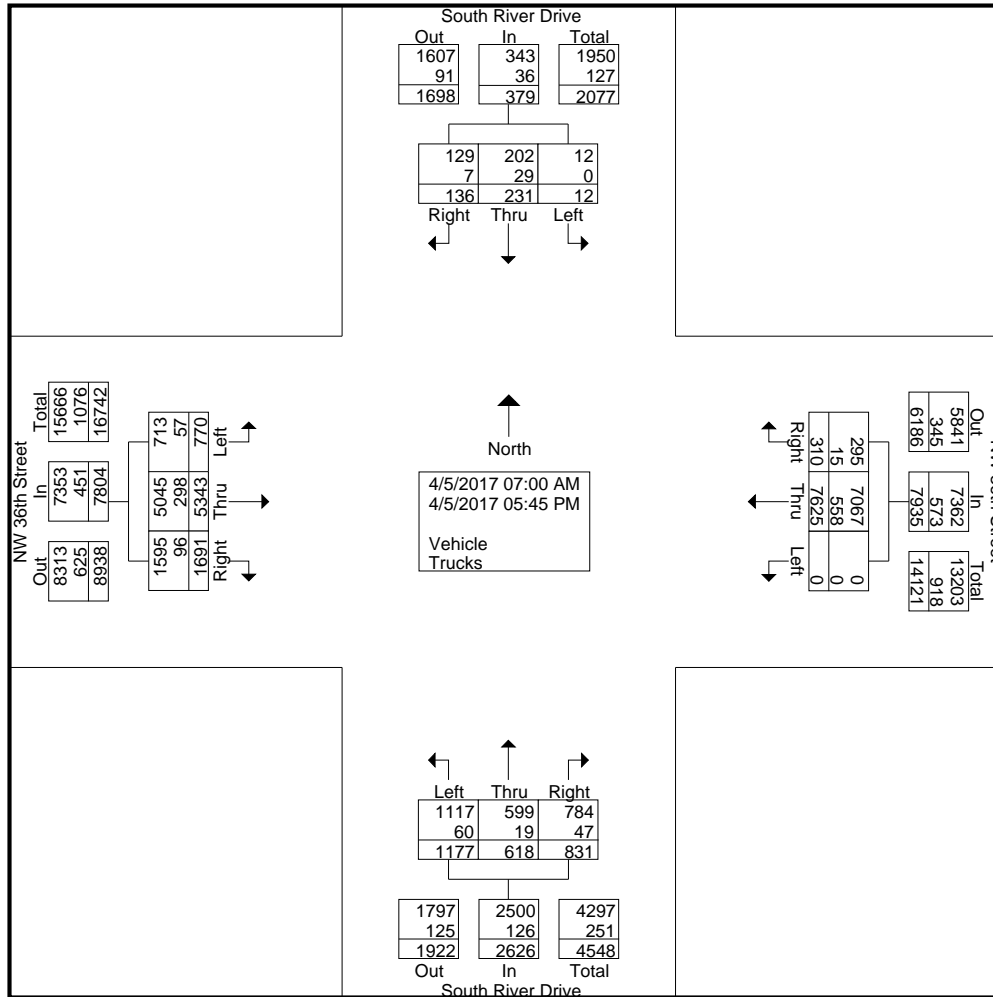 South River Drive
Out In Total
1607 343 1950
91 36 127
1698 379 2077
129 202 12
7 29 0
136 231 12
Right Thru Left
NW 36th Street
Total In Out
15666 7353 8313
1076 451 625
16742 7804 8938
Left Thru Right
713 5045 1595
57 298 96
770 5343 1691
North
4/5/2017 07:00 AM
4/5/2017 05:45 PM
Vehicle
Trucks
Right Thru Left
295 7067 0
15 558 0
310 7625 0
Out In Total
5841 7362 13203
345 573 918
6186 7935 14121
Left Thru Right
1117 599 784
60 19 47
1177 618 831
1797 2500 4297
125 126 251
1922 2626 4548
Out In Total
South River Drive